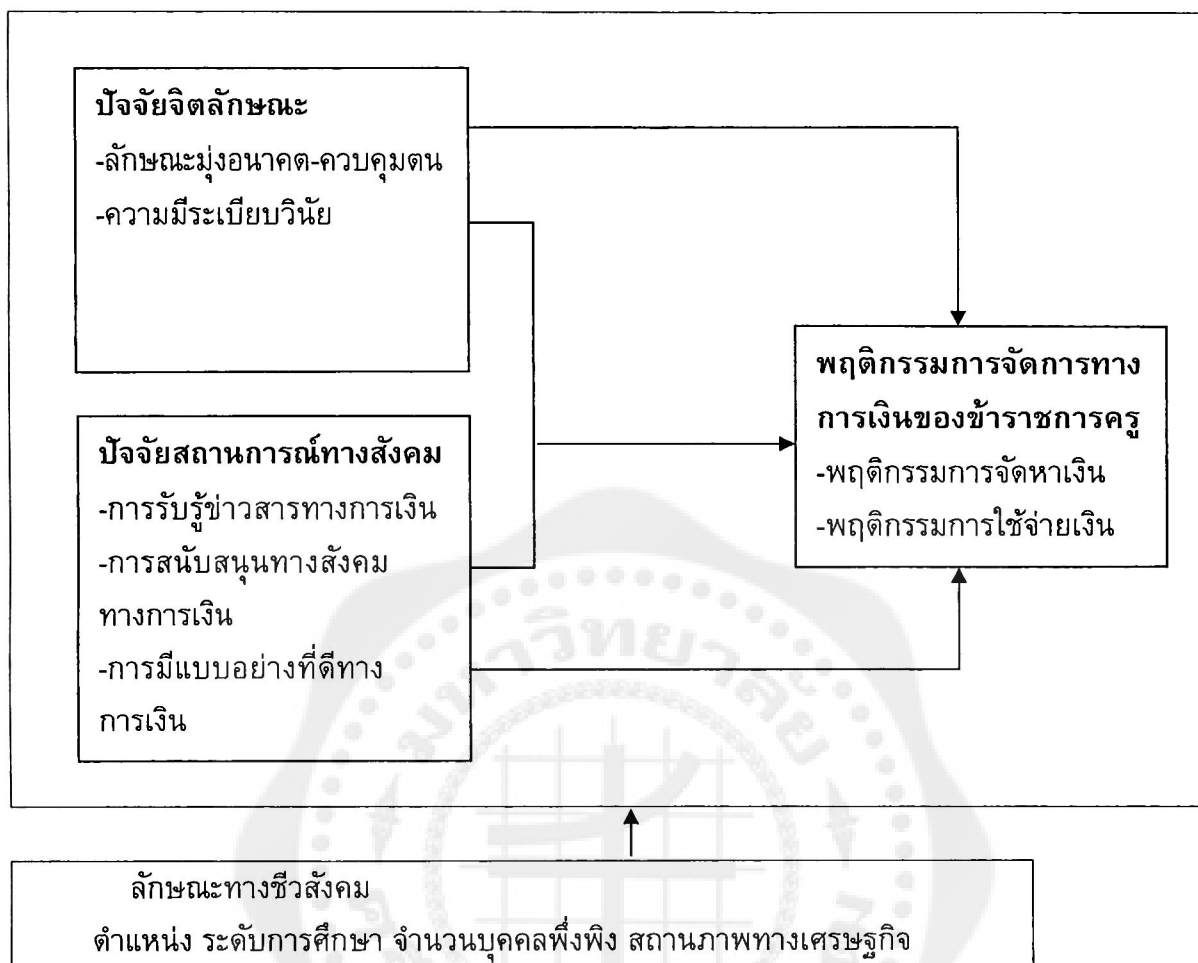 ปัจจัยจิตลักษณะ
-ลักษณะมุ่งอนาคต-ควบคุมตน
-ความมีระเบียบวินัย
ปัจจัยสถานการณ์ทางสังคม
-การรับรู้ข่าวสารทางการเงิน
-การสนับสนุนทางสังคม
ทางการเงิน
-การมีแบบอย่างที่ดีทาง
การเงิน
พฤติกรรมการจัดการทาง
การเงินของข้าราชการครู
-พฤติกรรมการจัดหาเงิน
-พฤติกรรมการใช้จ่ายเงิน
มหาวิทยาลัย
ลักษณะทางชีวสังคม
ตำแหน่ง ระดับการศึกษา จำนวนบุคคลพึ่งพิง สถานภาพทางเศรษฐกิจ